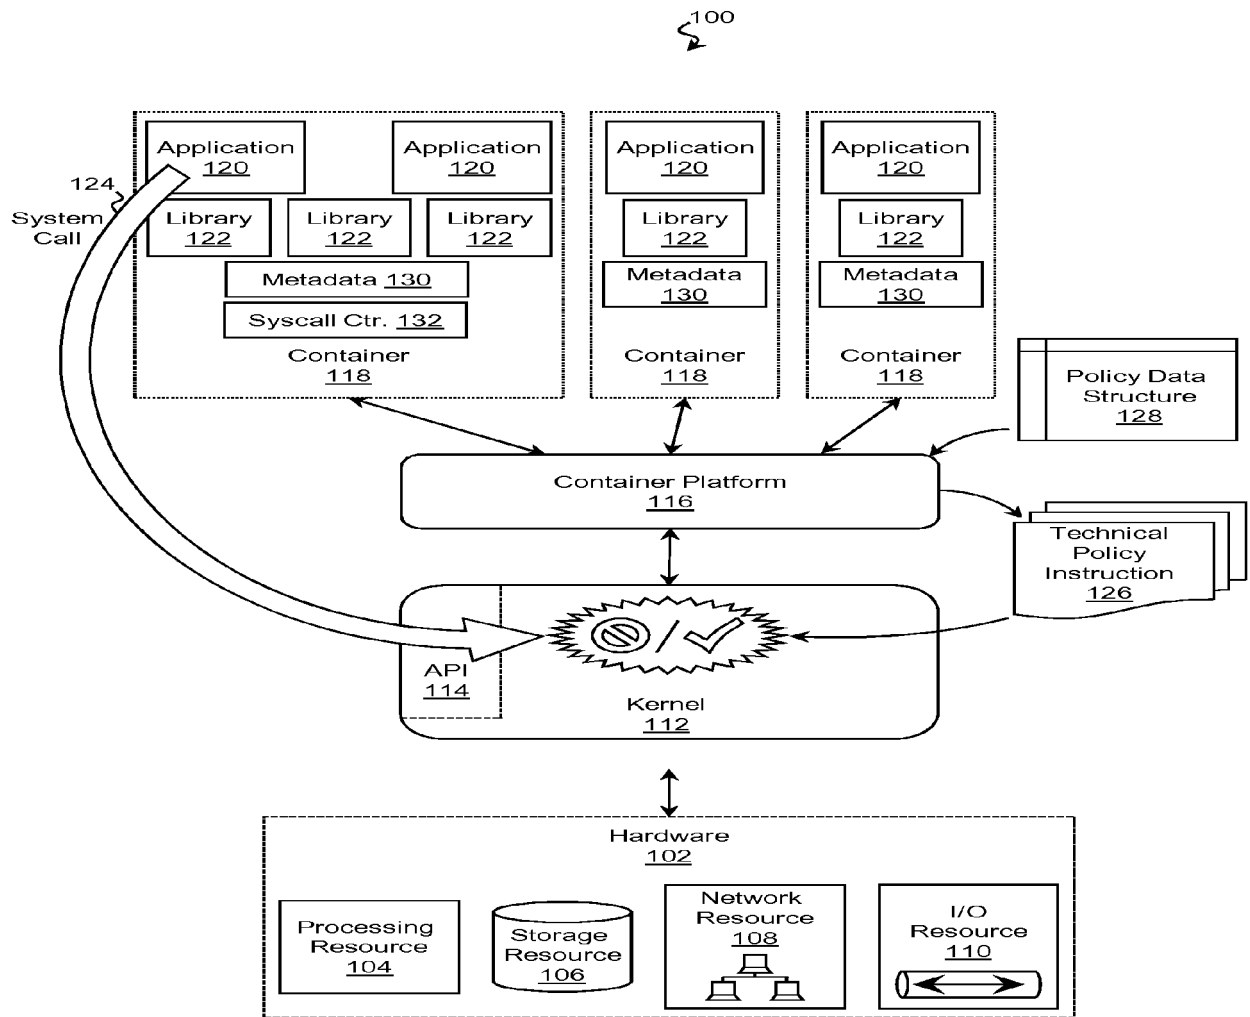 100
Application
120
Application
120
Application
120
Application
120
124
System
Call
Library
122
Library
122
Library
122
Library
122
Library
122
Metadata 130
Metadata
130
Metadata
130
Syscall Ctr. 132
Container
118
Container
118
Container
118
Policy Data
Structure
128
Container Platform
116
Technical
Policy
Instruction
126
API
114
Kernel
112
Hardware
102
Processing
Resource
104
Storage
Resource
106
Network
Resource
108
I/O
Resource
110